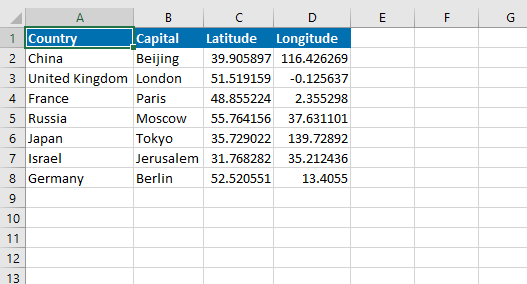 A B C D E F G
1 Country Capital Latitude Longitude
2 China Beijing 39.905897 116.426269
3 United Kingdom London 51.519159 -0.125637
4 France Paris 48.855224 2.355298
5 Russia Moscow 55.764156 37.631101
6 Japan Tokyo 35.729022 139.72892
7 Israel Jerusalem 31.768282 35.212436
8 Germany Berlin 52.520551 13.4055
9
10
11
12
13